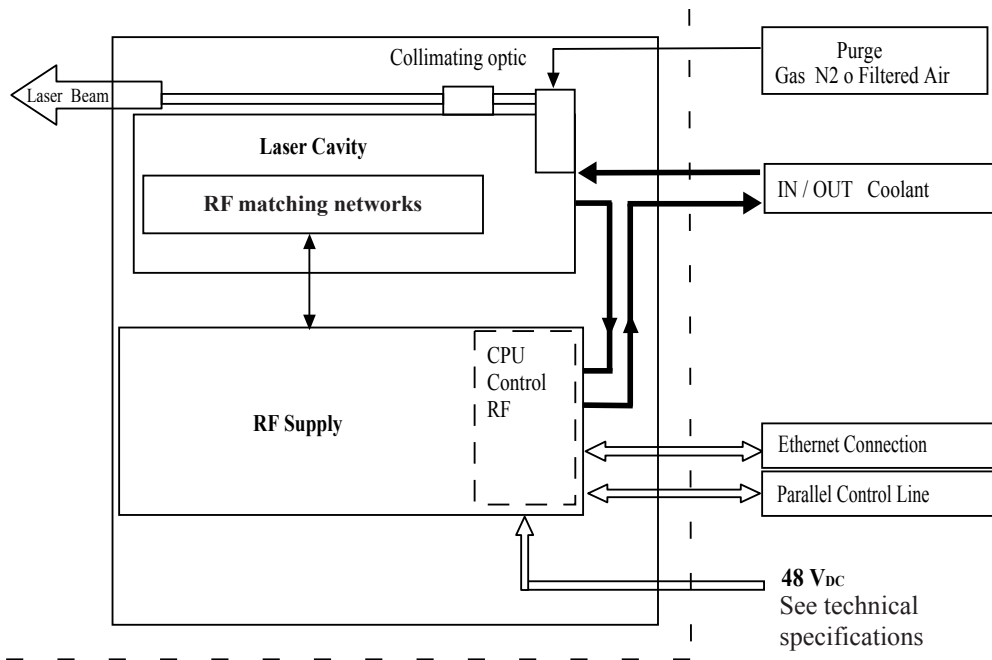 Collimating optic
Purge
Gas N2 o Filtered Air
Laser Beam
Laser Cavity
RF matching networks
IN / OUT Coolant
CPU
Control
RF
RF Supply
Ethernet Connection
Parallel Control Line
48 VDC
See technical
specifications